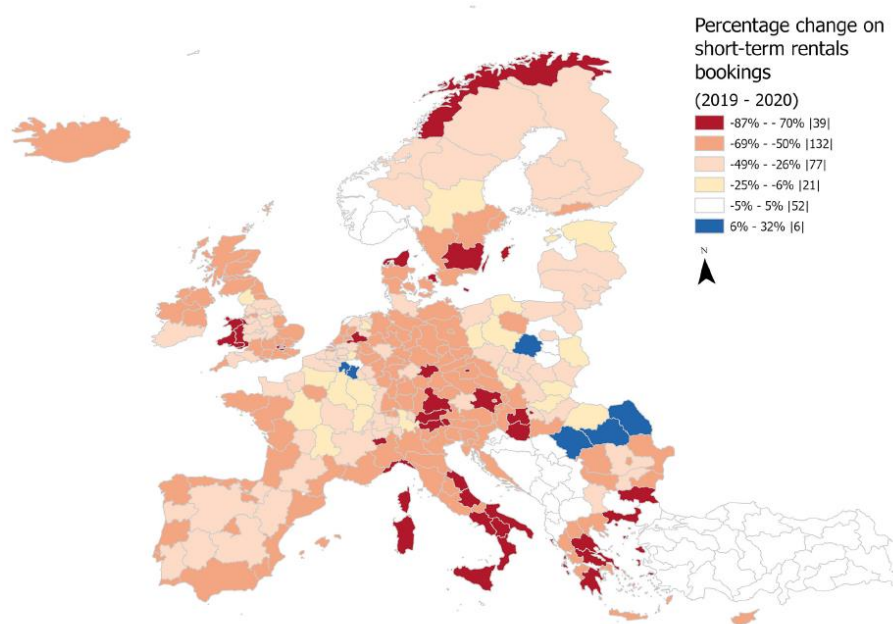 Percentage change on
short-term rentals
bookings
(2019 - 2020)
-87% - -70% |39|
-69% - -50% |132|
-49% - -26% |77|
-25% - -6% |21|
-5% - 5% |52|
6% - 32% |6|
N